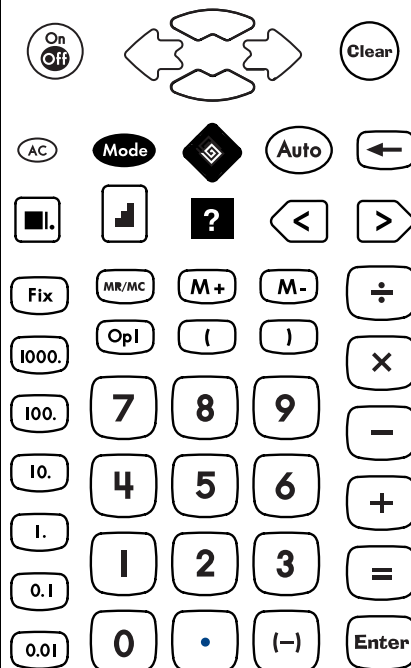 On
Off
Clear
AC
Mode
Auto
?
<
>
Fix
MR/MC
M+
M-
÷
Op1
(
)
1000.
×
7
8
9
100.
−
10.
4
5
6
+
1.
1
2
3
=
0.1
0
.
(−)
Enter
0.01